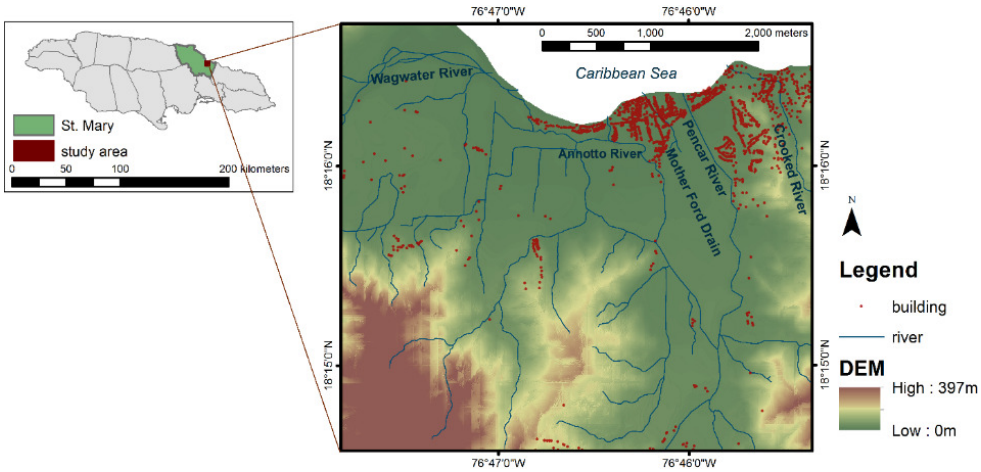 St. Mary
study area
0 50 100 200 kilometers
76°47'0"W 76°46'0"W
0 500 1,000 2,000 meters
Caribbean Sea
Wagwater River
Annotto River
Mother Ford Drain
Pencar River
Crooked River
18°16'0"N
18°15'0"N
18°16'0"N
18°15'0"N
76°47'0"W 76°46'0"W
N
Legend
building
river
DEM
High : 397m
Low : 0m